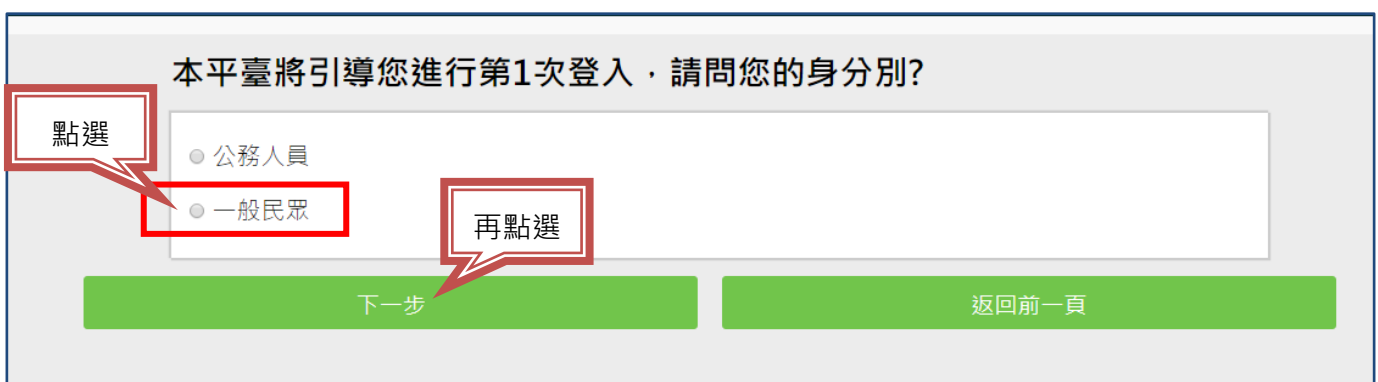 本平臺將引導您進行第1次登入，請問您的身分別?
點選
公務人員
一般民眾
再點選
下一步
返回前一頁